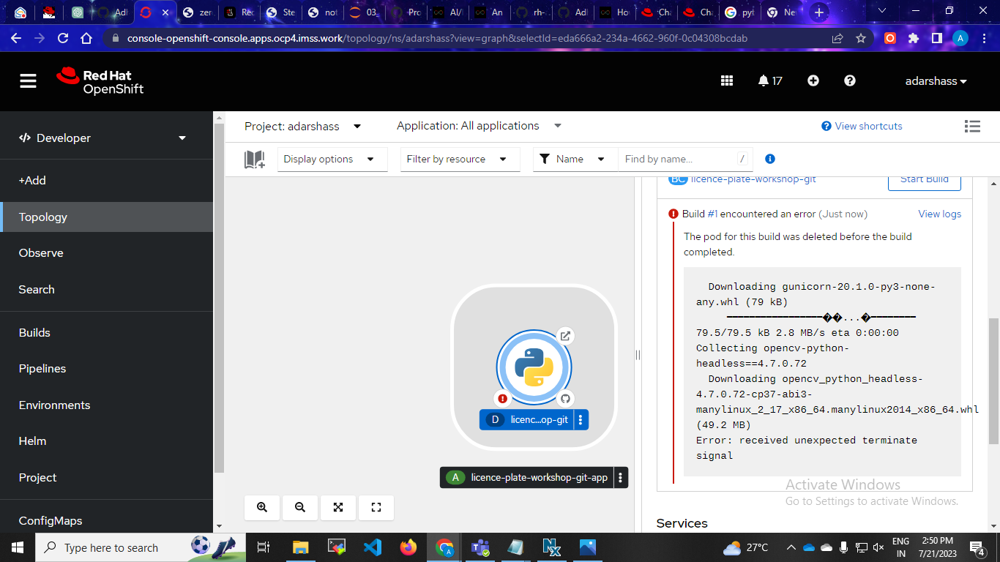 Adl
zer
Rec
Ste
not
03_
Pro
AI/
An
rh-
Adl
Hov
Cha
Cha
pyt
Nev
console-openshift-console.apps.ocp4.imss.work/topology/ns/adarshass?view=graph&selectId=eda666a2-234a-4662-960f-0c04308bcdab
A
Red Hat
OpenShift
17
adarshass
Developer
+Add
Topology
Observe
Search
Builds
Pipelines
Environments
Helm
Project
ConfigMaps
Project: adarshass
Application: All applications
View shortcuts
Display options
Filter by resource
Name
Find by name...
/
BC licence-plate-workshop-git
Start Build
Build #1 encountered an error (Just now)
View logs
The pod for this build was deleted before the build
completed.
Downloading gunicorn-20.1.0-py3-none-
any.whl (79 kB)
━━━━━━━━━━━━━━━━━��...�━━━━━━━━
79.5/79.5 kB 2.8 MB/s eta 0:00:00
Collecting opencv-python-
headless==4.7.0.72
Downloading opencv_python_headless-
4.7.0.72-cp37-abi3-
manylinux_2_17_x86_64.manylinux2014_x86_64.whl
(49.2 MB)
Error: received unexpected terminate
signal
D licenc...op-git
A licence-plate-workshop-git-app
Services
Activate Windows
Go to Settings to activate Windows.
Type here to search
27°C
ENG
IN
2:50 PM
7/21/2023
4